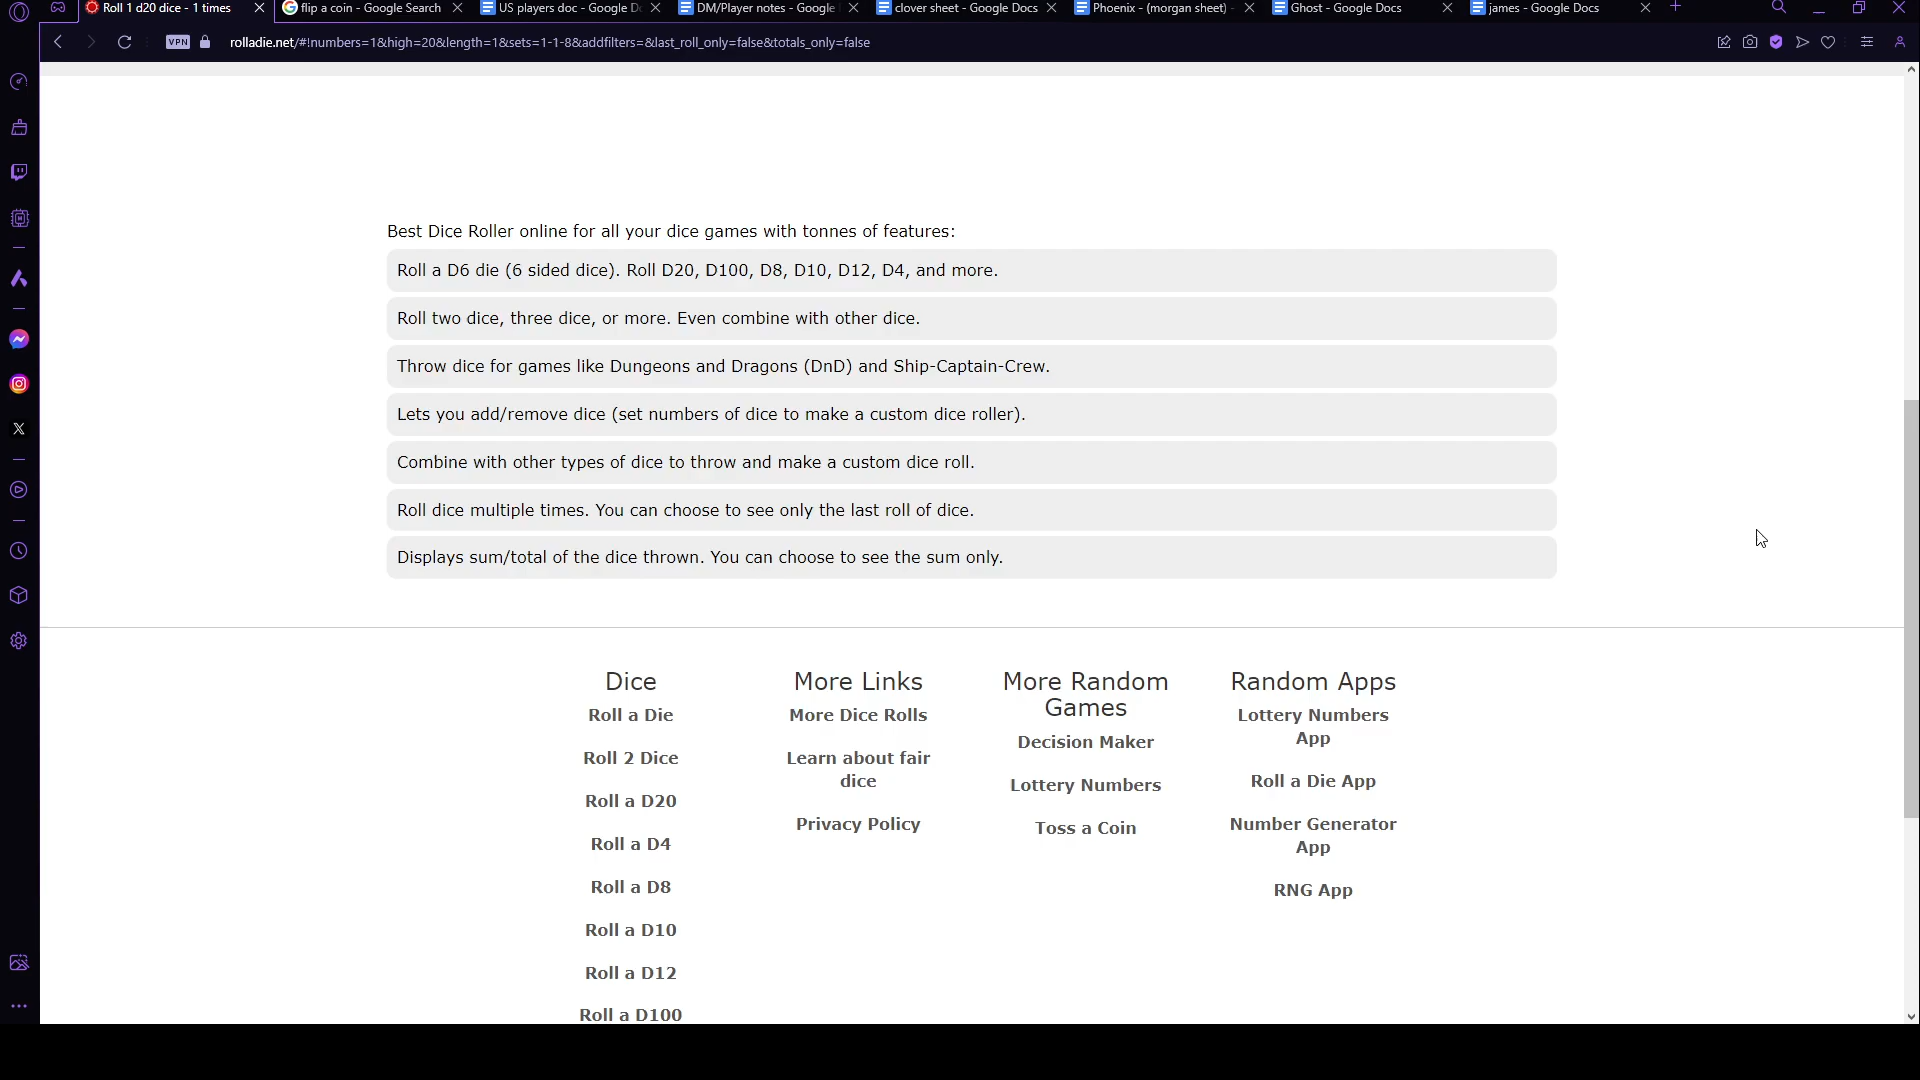 Roll 1 d20 dice - 1 times
flip a coin - Google Search
US players doc - Google D
DM/Player notes - Google
clover sheet - Google Docs
Phoenix - (morgan sheet) -
Ghost - Google Docs
james - Google Docs
VPN
rolladie.net/#!numbers=1&high=20&length=1&sets=1-1-8&addfilters=&last_roll_only=false&totals_only=false
Best Dice Roller online for all your dice games with tonnes of features:
Roll a D6 die (6 sided dice). Roll D20, D100, D8, D10, D12, D4, and more.
Roll two dice, three dice, or more. Even combine with other dice.
Throw dice for games like Dungeons and Dragons (DnD) and Ship-Captain-Crew.
Lets you add/remove dice (set numbers of dice to make a custom dice roller).
Combine with other types of dice to throw and make a custom dice roll.
Roll dice multiple times. You can choose to see only the last roll of dice.
Displays sum/total of the dice thrown. You can choose to see the sum only.
Dice
Roll a Die
Roll 2 Dice
Roll a D20
Roll a D4
Roll a D8
Roll a D10
Roll a D12
Roll a D100
More Links
More Dice Rolls
Learn about fair
dice
Privacy Policy
More Random
Games
Decision Maker
Lottery Numbers
Toss a Coin
Random Apps
Lottery Numbers
App
Roll a Die App
Number Generator
App
RNG App